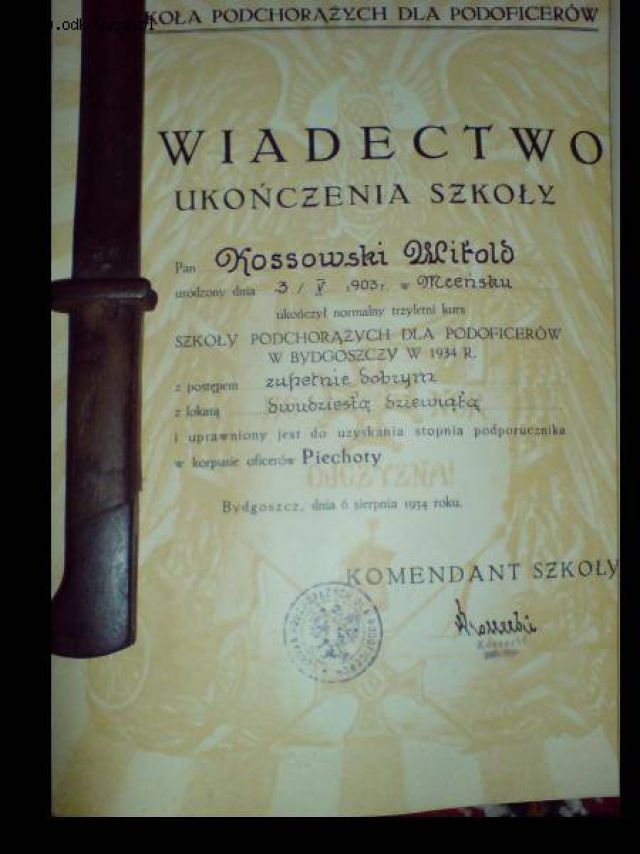 KOŁA PODCHORĄŻYCH DLA PODOFICERÓW
WIADECTWO
UKOŃCZENIA SZKOŁY
Pan Kossowski Witold
urodzony dnia 3/V 1903 r. w Mceńsku
ukończył normalny trzyletni kurs
SZKOŁY PODCHORĄŻYCH DLA PODOFICERÓW
W BYDGOSZCZY W 1934 R.
z postępem zupełnie dobrym
z lokatą dwudziestą dziewiątą
i uprawniony jest do uzyskania stopnia podporucznika
w korpusie oficerów Piechoty
OJCZYZNA!
Bydgoszcz, dnia 6 sierpnia 1934 roku.
KOMENDANT SZKOŁY